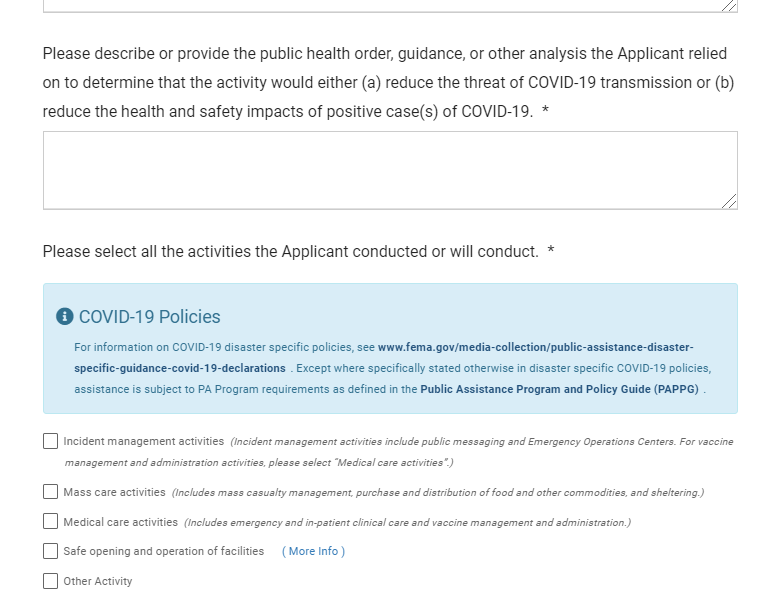 Please describe or provide the public health order, guidance, or other analysis the Applicant relied
on to determine that the activity would either (a) reduce the threat of COVID-19 transmission or (b)
reduce the health and safety impacts of positive case(s) of COVID-19. *
Please select all the activities the Applicant conducted or will conduct. *
COVID-19 Policies
For information on COVID-19 disaster specific policies, see www.fema.gov/media-collection/public-assistance-disaster-
specific-guidance-covid-19-declarations . Except where specifically stated otherwise in disaster specific COVID-19 policies,
assistance is subject to PA Program requirements as defined in the Public Assistance Program and Policy Guide (PAPPG) .
Incident management activities (Incident management activities include public messaging and Emergency Operations Centers. For vaccine
management and administration activities, please select "Medical care activities".)
Mass care activities (Includes mass casualty management, purchase and distribution of food and other commodities, and sheltering.)
Medical care activities (Includes emergency and in-patient clinical care and vaccine management and administration.)
Safe opening and operation of facilities ( More Info )
Other Activity